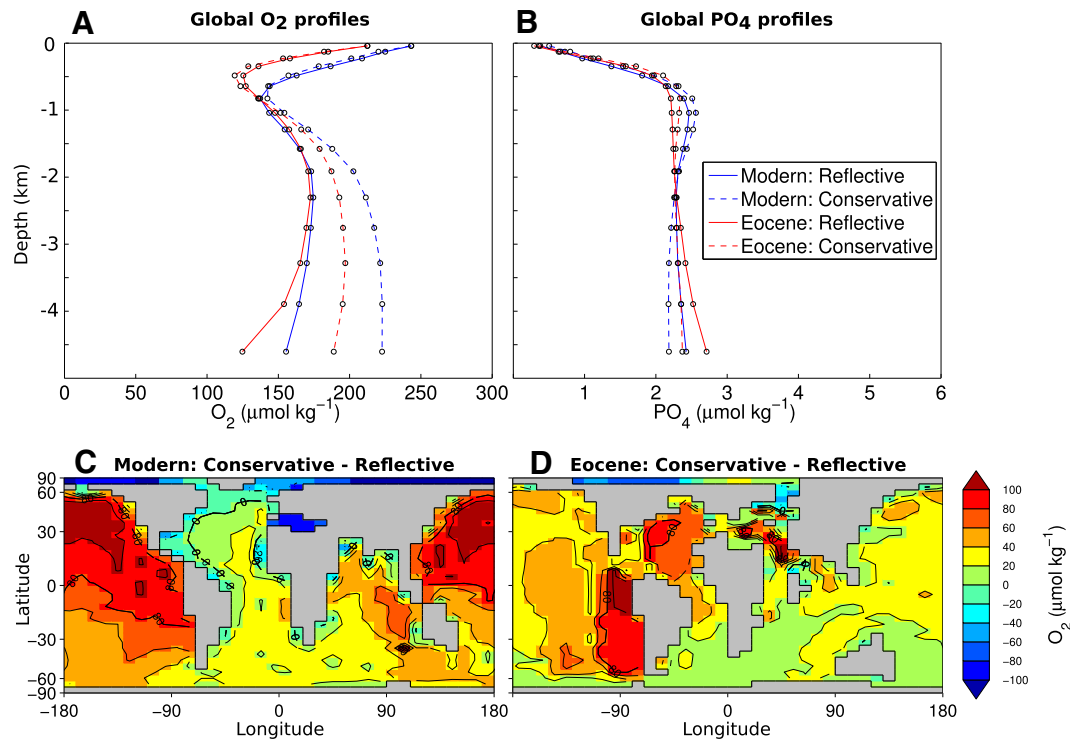 A Global O2 profiles
B Global PO4 profiles
0
-1
-2
-3
-4
Depth (km)
0 50 100 150 200 250 300
O2 (μmol kg−1)
1 2 3 4 5 6
PO4 (μmol kg−1)
Modern: Reflective
Modern: Conservative
Eocene: Reflective
Eocene: Conservative
C Modern: Conservative - Reflective
D Eocene: Conservative - Reflective
90
60
30
0
−30
−60
−90
Latitude
−180 −90 0 90 180
Longitude
−90 0 90 180
Longitude
100
80
60
40
20
0
−20
−40
−60
−80
−100
O2 (μmol kg−1)